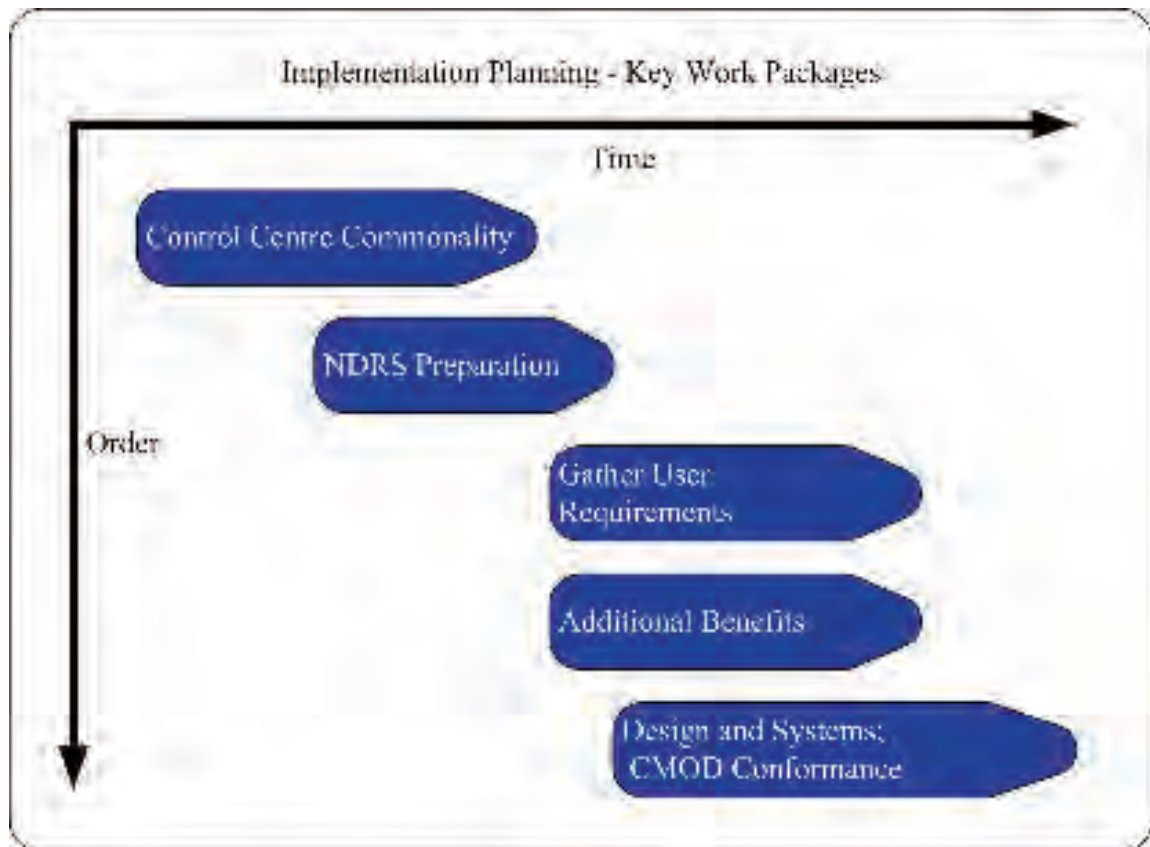 Implementation Planning - Key Work Packages
Time
Control Centre Commonality
NDRS Preparation
Order
Gather User
Requirements
Additional Benefits
Design and Systems;
CMOD Conformance